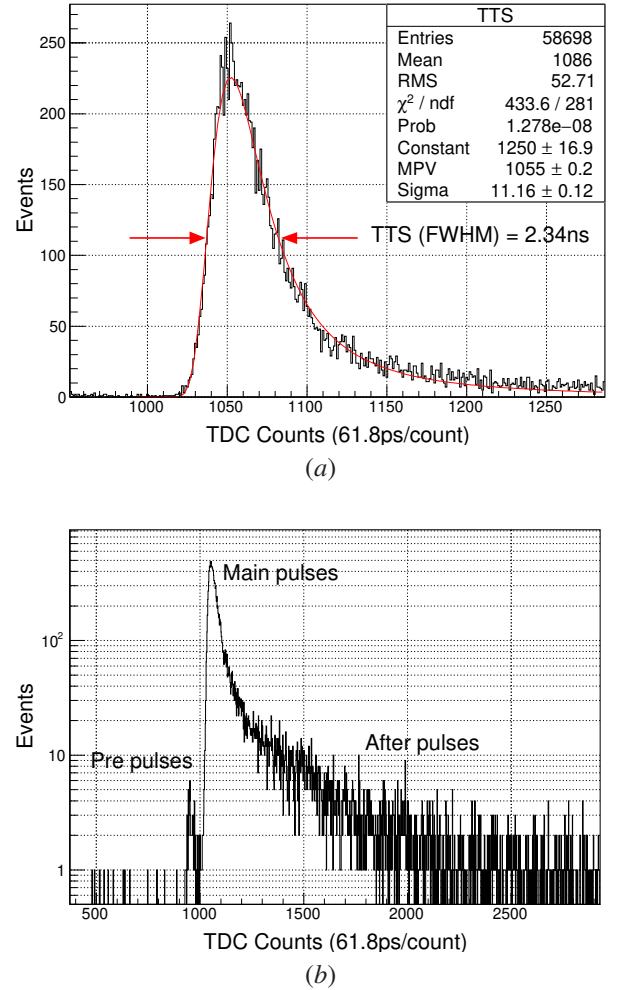 TTS
Entries 58698
Mean 1086
RMS 52.71
χ² / ndf 433.6 / 281
Prob 1.278e−08
Constant 1250 ± 16.9
MPV 1055 ± 0.2
Sigma 11.16 ± 0.12
250
200
150
100
50
0
Events
TTS (FWHM) = 2.34ns
1000 1050 1100 1150 1200 1250
TDC Counts (61.8ps/count)
(a)
Main pulses
10²
Events
Pre pulses
After pulses
10
1
500 1000 1500 2000 2500
TDC Counts (61.8ps/count)
(b)